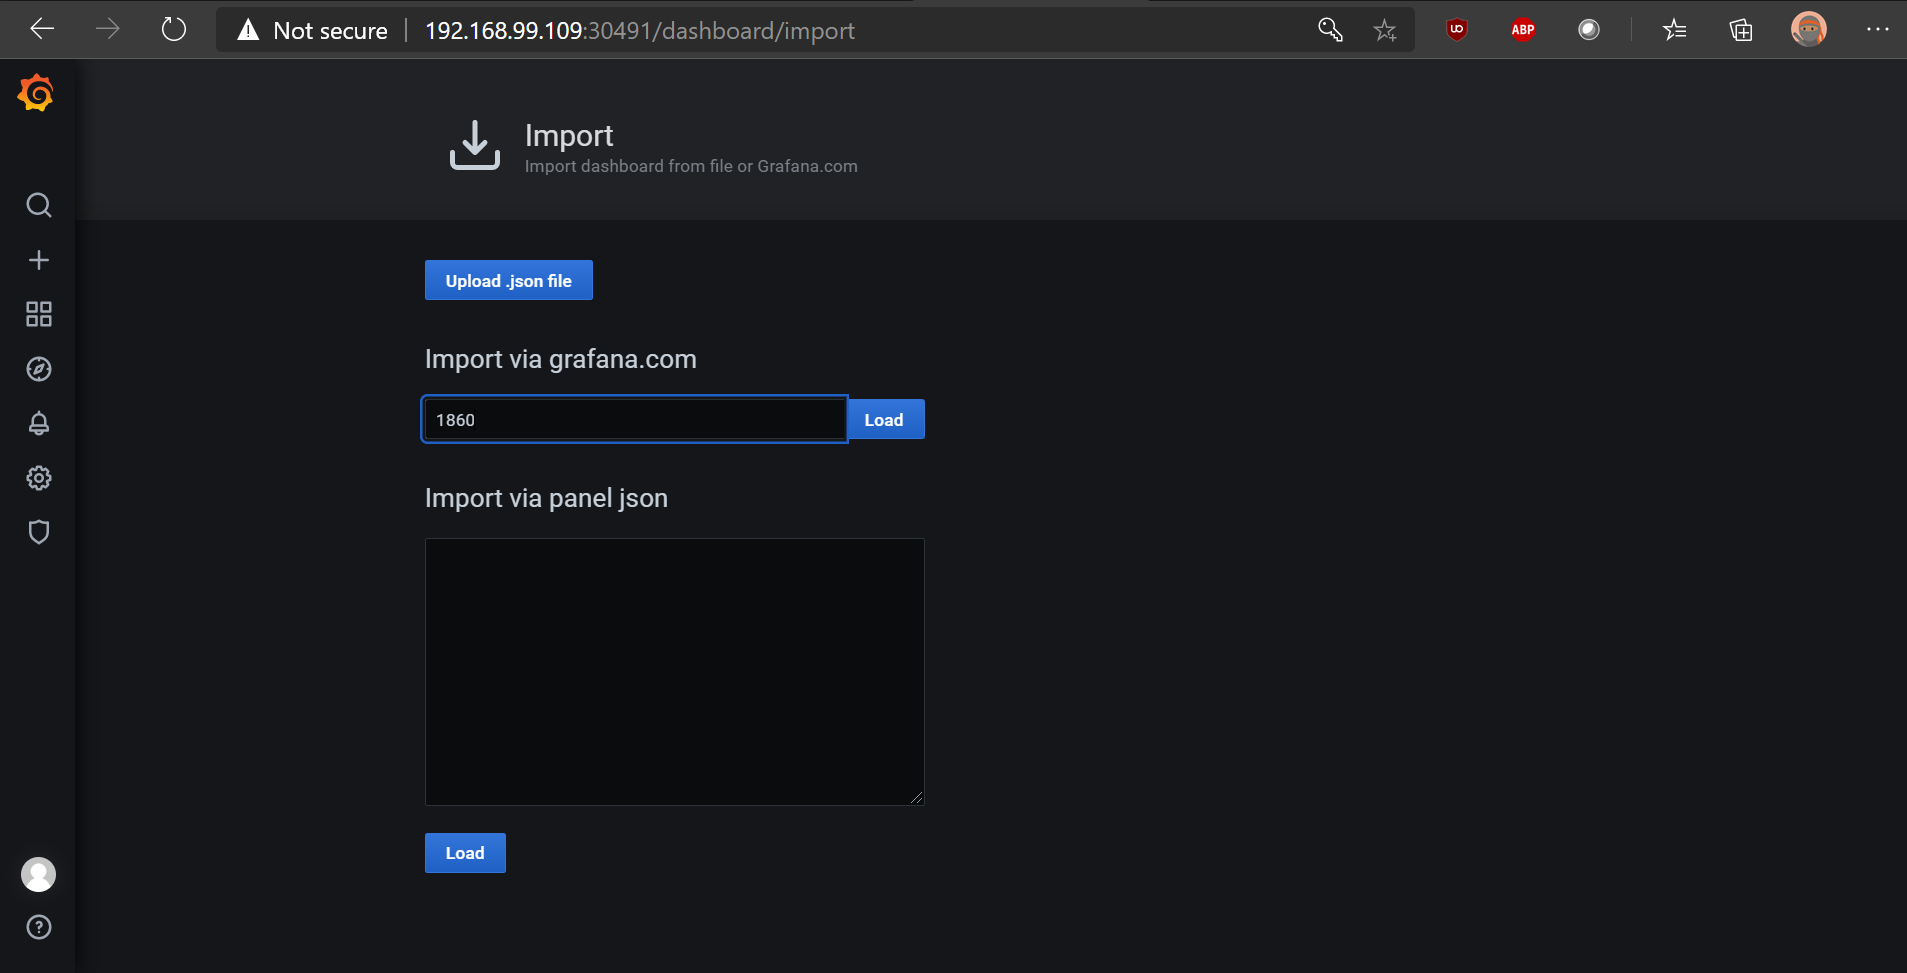 Not secure 192.168.99.109:30491/dashboard/import
UO ABP
Import
Import dashboard from file or Grafana.com
Upload .json file
Import via grafana.com
1860 Load
Import via panel json
Load